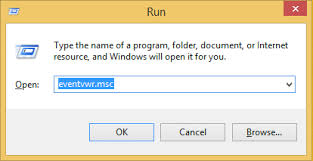 Run
Type the name of a program, folder, document, or Internet
resource, and Windows will open it for you.
Open: eventvwr.msc
OK Cancel Browse...